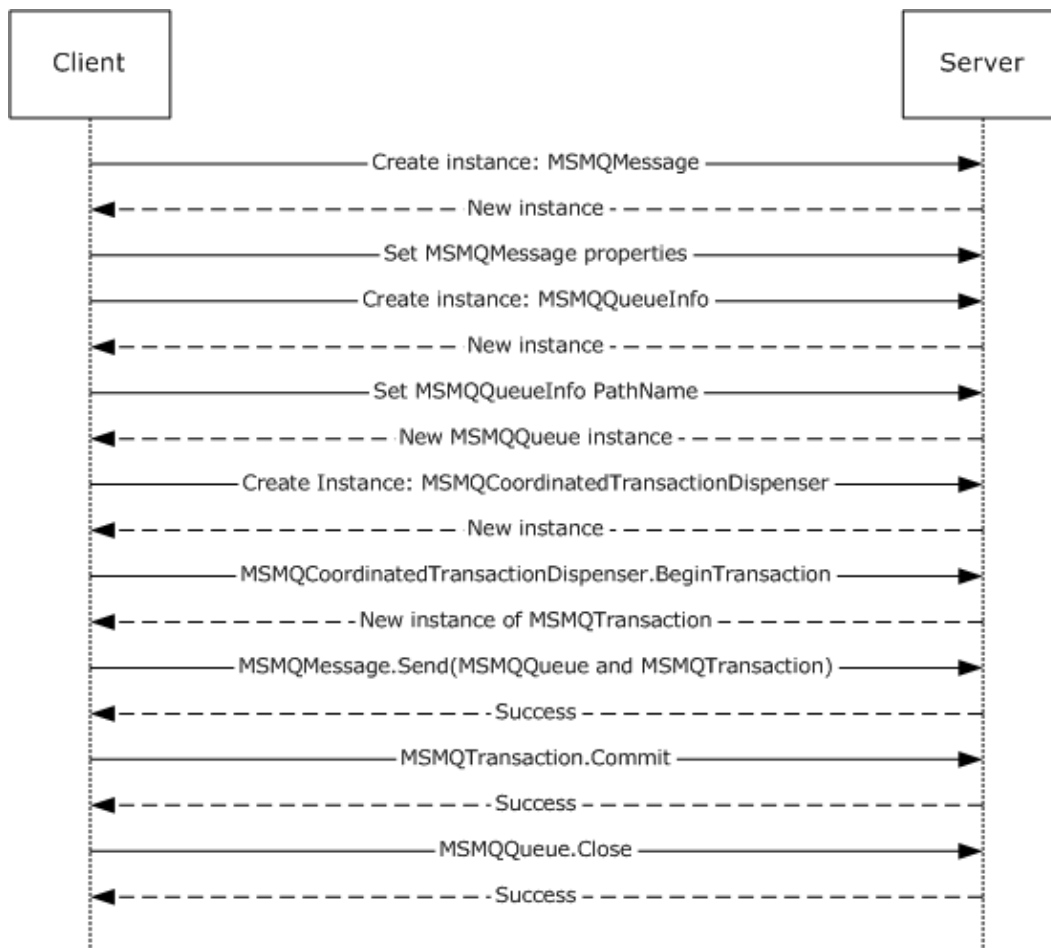 Client
Server
Create instance: MSMQMessage
New instance
Set MSMQMessage properties
Create instance: MSMQQueueInfo
New instance
Set MSMQQueueInfo PathName
New MSMQQueue instance
Create Instance: MSMQCoordinatedTransactionDispenser
New instance
MSMQCoordinatedTransactionDispenser.BeginTransaction
New instance of MSMQTransaction
MSMQMessage.Send(MSMQQueue and MSMQTransaction)
Success
MSMQTransaction.Commit
Success
MSMQQueue.Close
Success